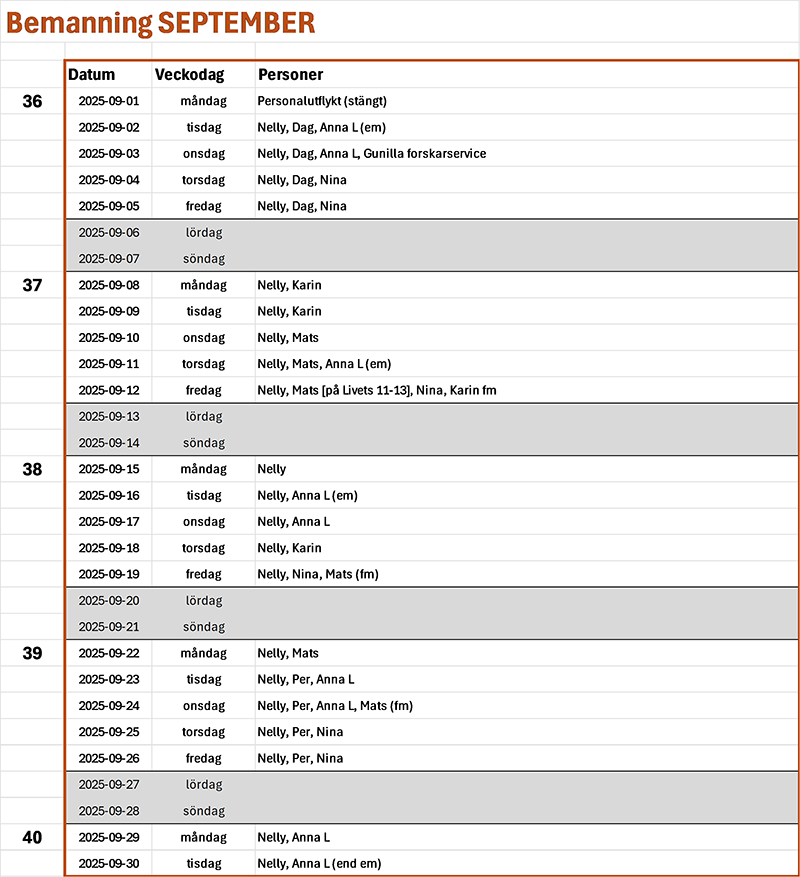 Bemanning SEPTEMBER
Datum Veckodag Personer
36 2025-09-01 måndag Personalutflykt (stängt)
2025-09-02 tisdag Nelly, Dag, Anna L (em)
2025-09-03 onsdag Nelly, Dag, Anna L, Gunilla forskarservice
2025-09-04 torsdag Nelly, Dag, Nina
2025-09-05 fredag Nelly, Dag, Nina
2025-09-06 lördag
2025-09-07 söndag
37 2025-09-08 måndag Nelly, Karin
2025-09-09 tisdag Nelly, Karin
2025-09-10 onsdag Nelly, Mats
2025-09-11 torsdag Nelly, Mats, Anna L (em)
2025-09-12 fredag Nelly, Mats [på Livets 11-13], Nina, Karin fm
2025-09-13 lördag
2025-09-14 söndag
38 2025-09-15 måndag Nelly
2025-09-16 tisdag Nelly, Anna L (em)
2025-09-17 onsdag Nelly, Anna L
2025-09-18 torsdag Nelly, Karin
2025-09-19 fredag Nelly, Nina, Mats (fm)
2025-09-20 lördag
2025-09-21 söndag
39 2025-09-22 måndag Nelly, Mats
2025-09-23 tisdag Nelly, Per, Anna L
2025-09-24 onsdag Nelly, Per, Anna L, Mats (fm)
2025-09-25 torsdag Nelly, Per, Nina
2025-09-26 fredag Nelly, Per, Nina
2025-09-27 lördag
2025-09-28 söndag
40 2025-09-29 måndag Nelly, Anna L
2025-09-30 tisdag Nelly, Anna L (end em)